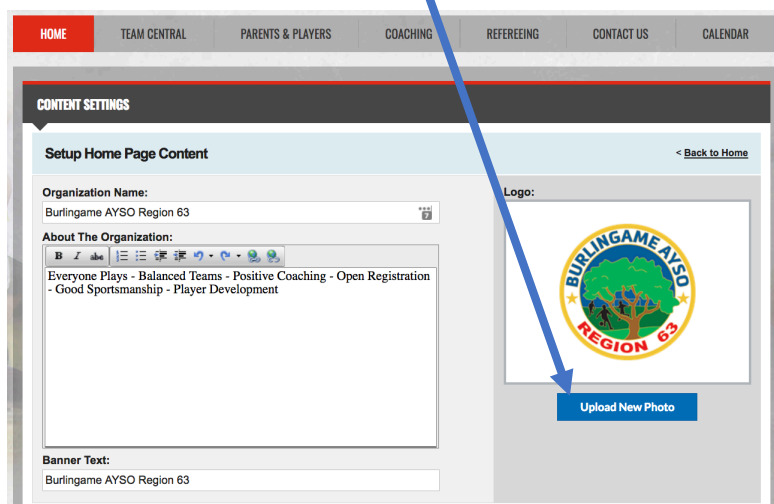 HOME TEAM CENTRAL PARENTS & PLAYERS COACHING REFEREEING CONTACT US CALENDAR
CONTENT SETTINGS
Setup Home Page Content
< Back to Home
Organization Name:
Burlingame AYSO Region 63
About The Organization:
B I abc
Everyone Plays - Balanced Teams - Positive Coaching - Open Registration
- Good Sportsmanship - Player Development
Banner Text:
Burlingame AYSO Region 63
Logo:
BURLINGAME AYSO
REGION 63
Upload New Photo